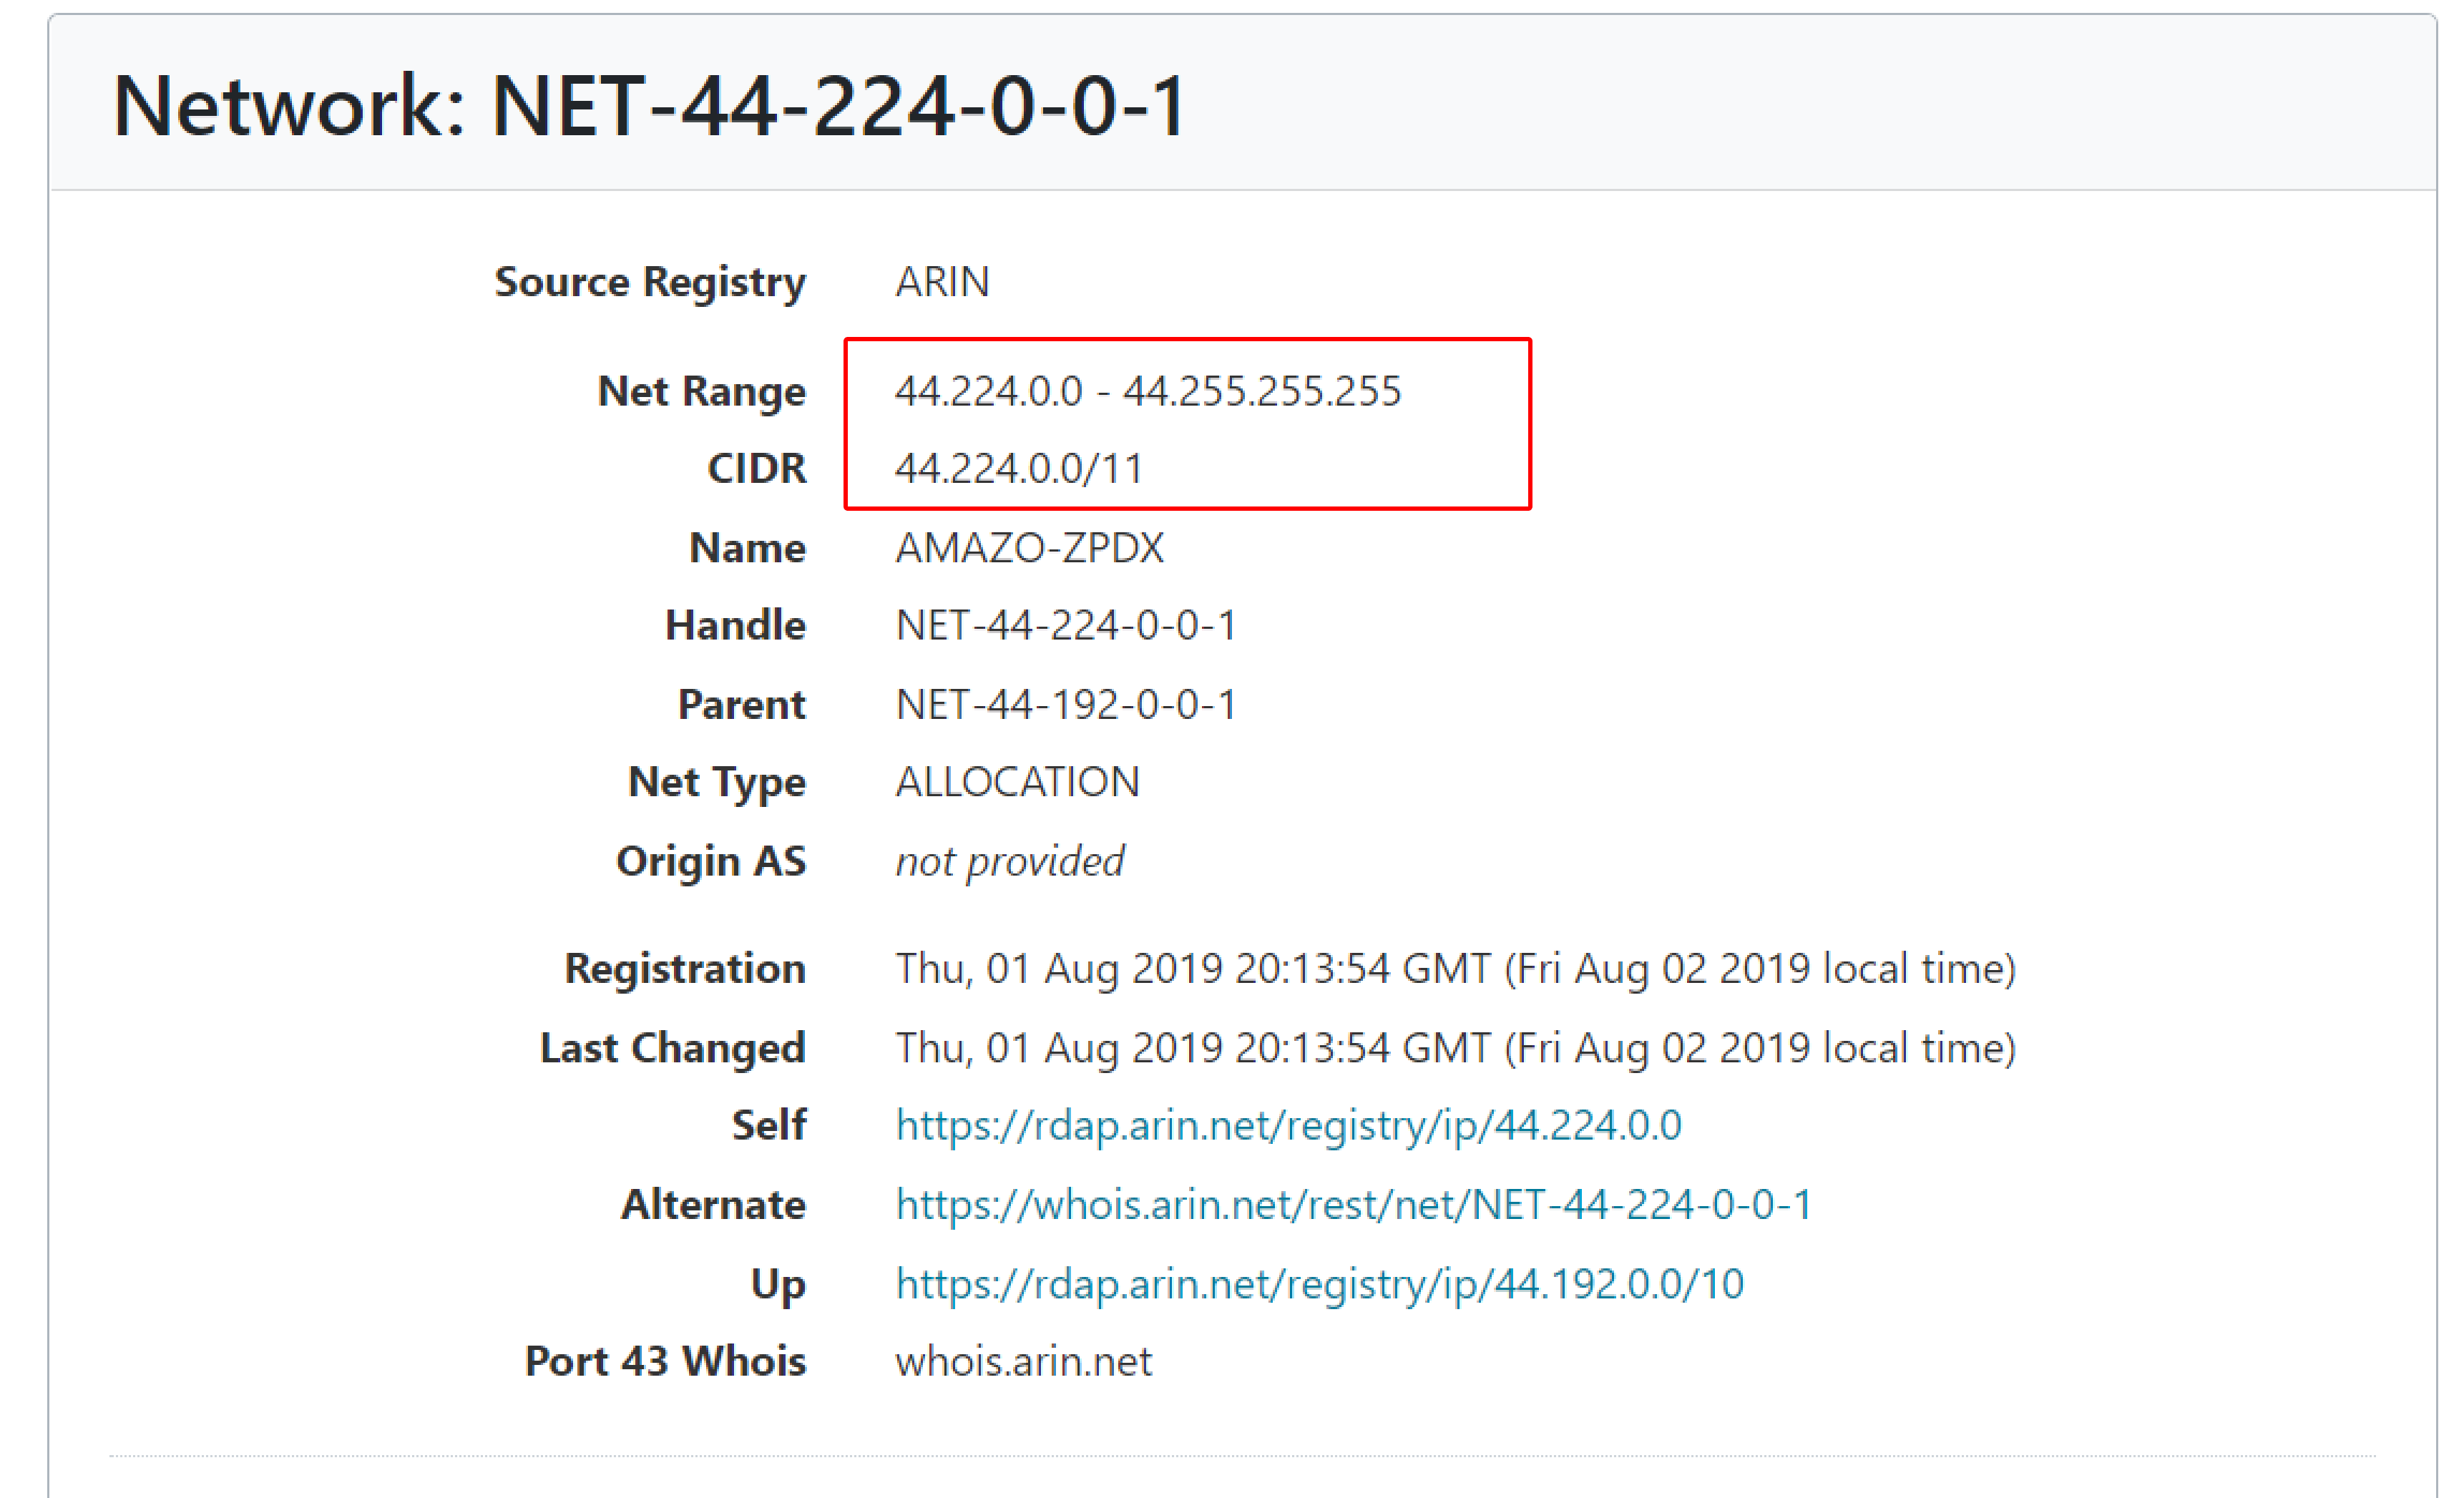 Network: NET-44-224-0-0-1
Source Registry ARIN
Net Range 44.224.0.0 - 44.255.255.255
CIDR 44.224.0.0/11
Name AMAZO-ZPDX
Handle NET-44-224-0-0-1
Parent NET-44-192-0-0-1
Net Type ALLOCATION
Origin AS not provided
Registration Thu, 01 Aug 2019 20:13:54 GMT (Fri Aug 02 2019 local time)
Last Changed Thu, 01 Aug 2019 20:13:54 GMT (Fri Aug 02 2019 local time)
Self https://rdap.arin.net/registry/ip/44.224.0.0
Alternate https://whois.arin.net/rest/net/NET-44-224-0-0-1
Up https://rdap.arin.net/registry/ip/44.192.0.0/10
Port 43 Whois whois.arin.net